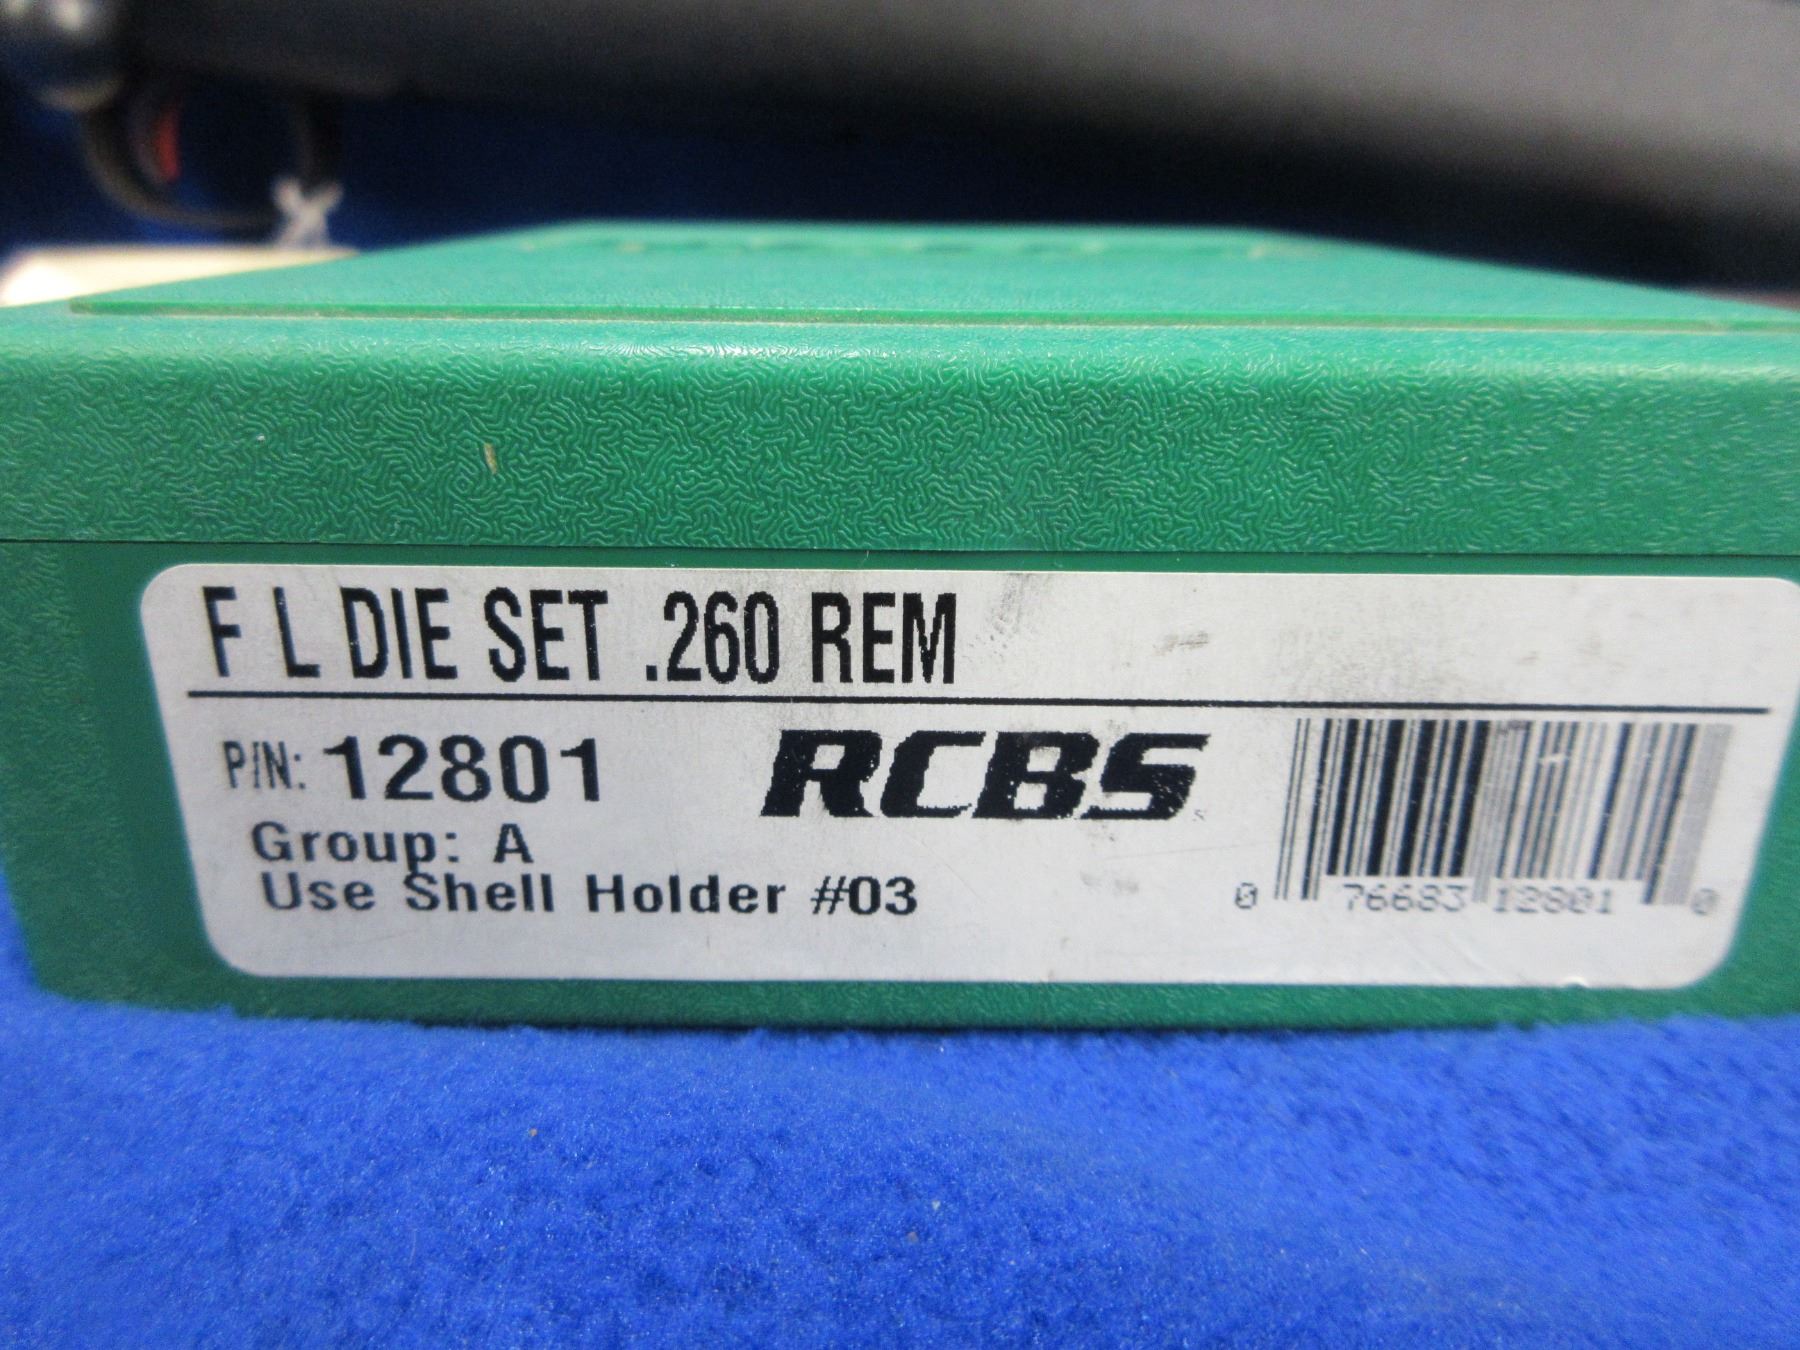 F L DIE SET .260 REM
P/N: 12801
RCBS
Group: A
Use Shell Holder #03
0 76683 12801 0